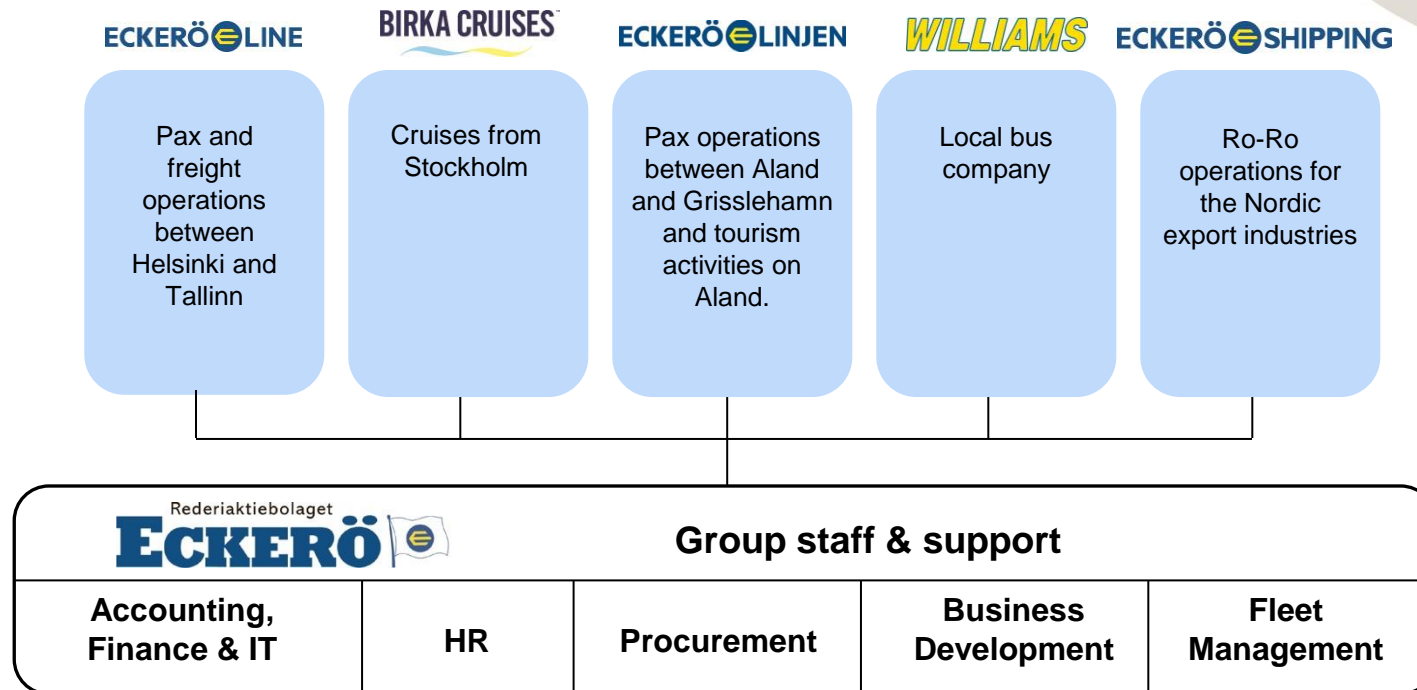 ECKERÖ LINE
BIRKA CRUISES™
ECKERÖ LINJEN
WILLIAMS
ECKERÖ SHIPPING
Pax and
freight
operations
between
Helsinki and
Tallinn
Cruises from
Stockholm
Pax operations
between Aland
and Grisslehamn
and tourism
activities on
Aland.
Local bus
company
Ro-Ro
operations for
the Nordic
export industries
Rederiaktiebolaget
ECKERÖ
Group staff & support
Accounting,
Finance & IT
HR
Procurement
Business
Development
Fleet
Management